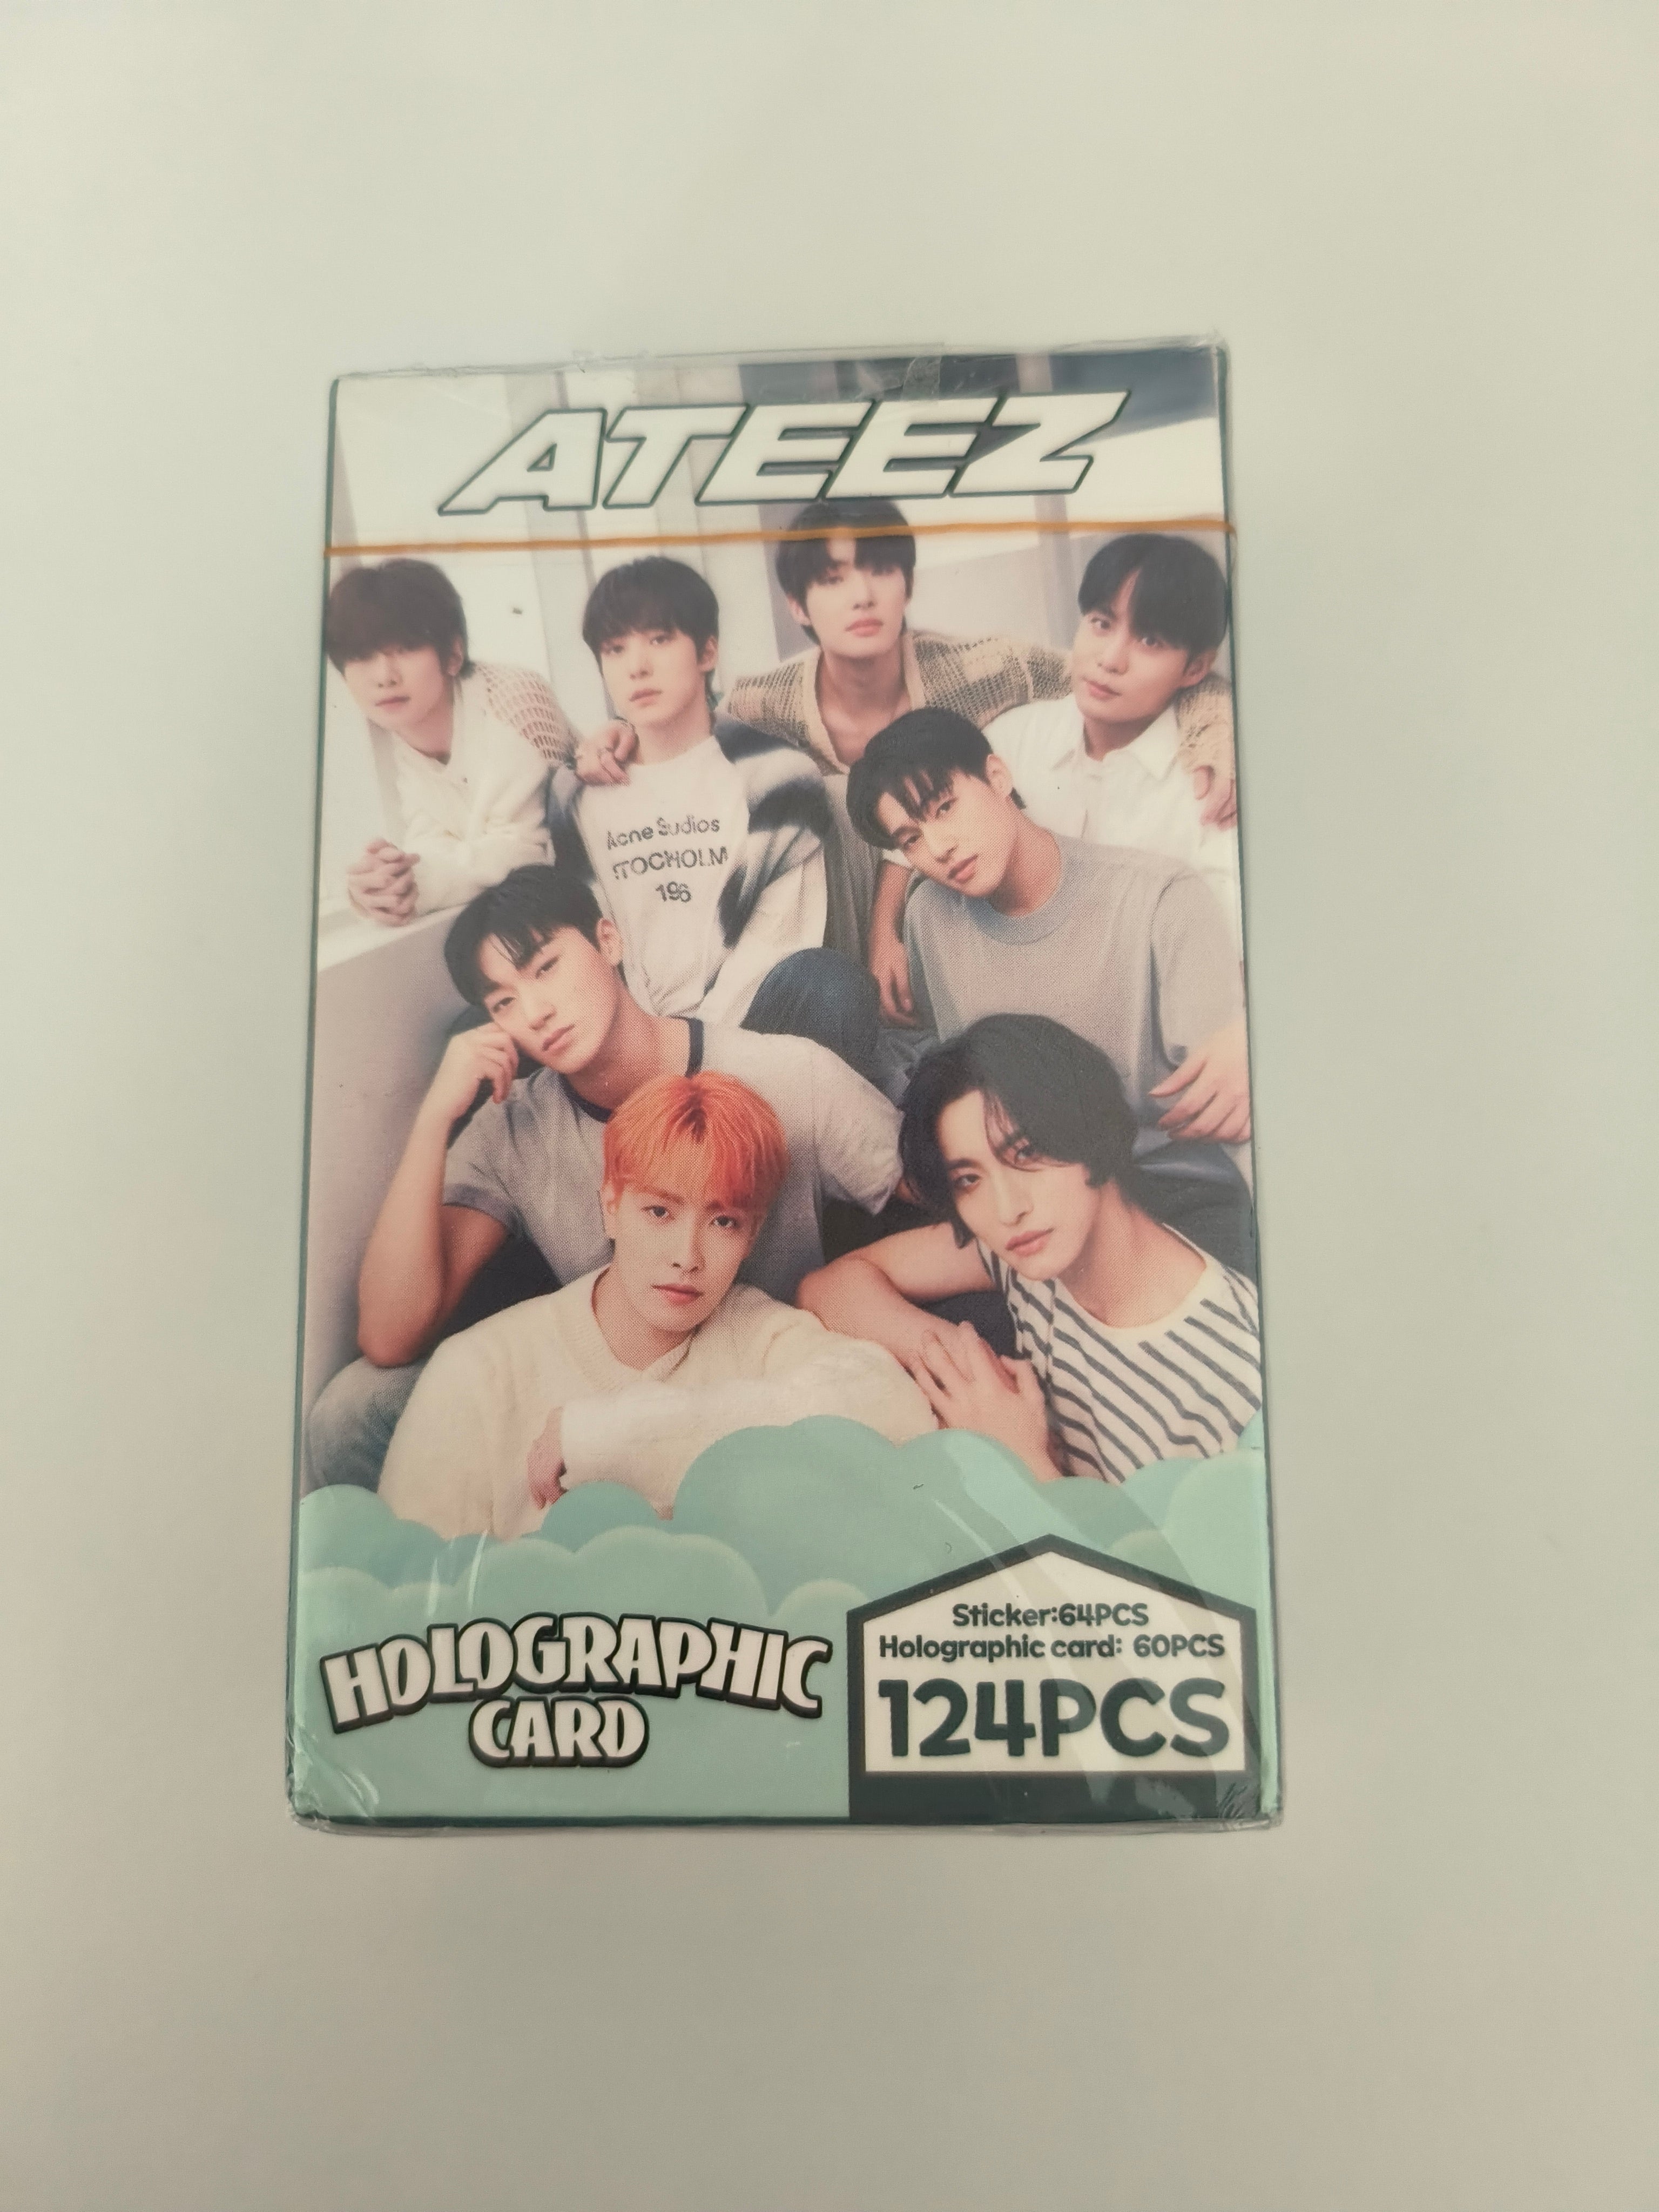 ATEEZ
Acne Sudios
STOCHOLM
196
HOLOGRAPHIC
CARD
Sticker:64PCS
Holographic card: 60PCS
124PCS